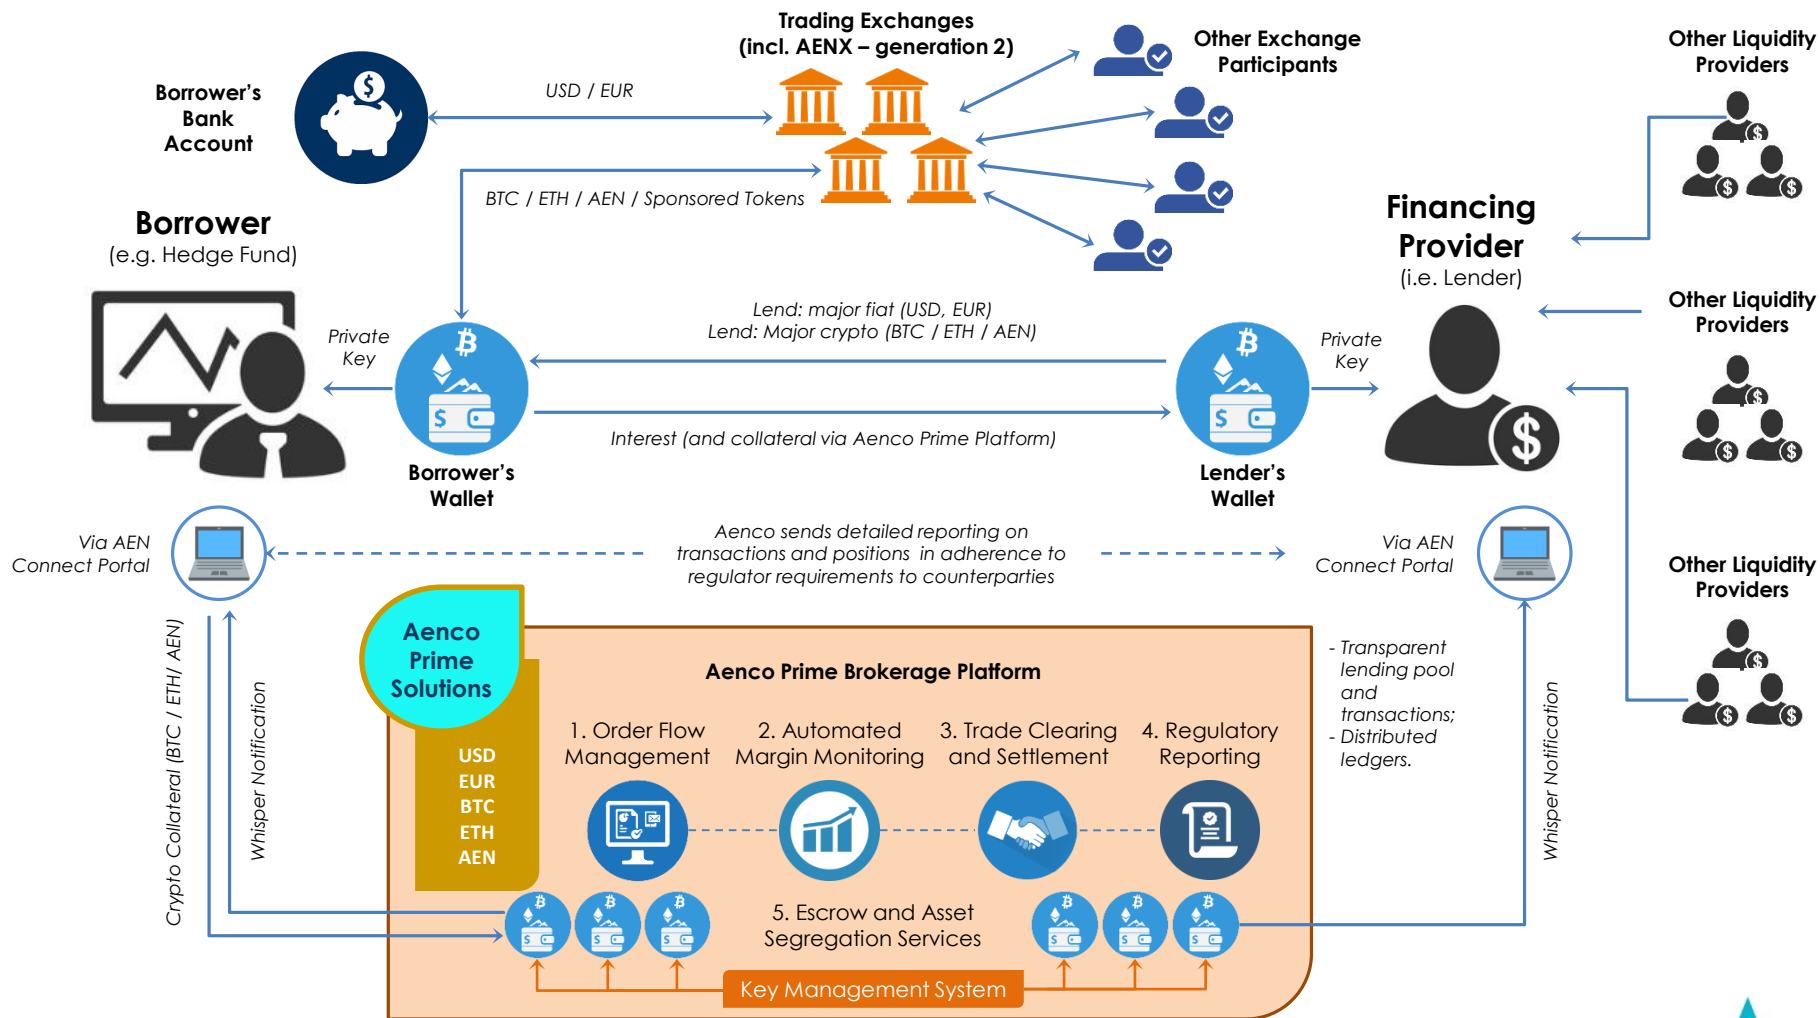 Trading Exchanges
(incl. AENX – generation 2)
Other Exchange
Participants
Other Liquidity
Providers
Borrower's
Bank
Account
USD / EUR
BTC / ETH / AEN / Sponsored Tokens
Borrower
(e.g. Hedge Fund)
Financing
Provider
(i.e. Lender)
Private
Key
Lend: major fiat (USD, EUR)
Lend: Major crypto (BTC / ETH / AEN)
Private
Key
Other Liquidity
Providers
Interest (and collateral via Aenco Prime Platform)
Borrower's
Wallet
Lender's
Wallet
Via AEN
Connect Portal
Aenco sends detailed reporting on
transactions and positions in adherence to
regulator requirements to counterparties
Via AEN
Connect Portal
Other Liquidity
Providers
Crypto Collateral (BTC / ETH/ AEN)
Whisper Notification
Aenco
Prime
Solutions
USD
EUR
BTC
ETH
AEN
Aenco Prime Brokerage Platform
1. Order Flow
Management
2. Automated
Margin Monitoring
3. Trade Clearing
and Settlement
4. Regulatory
Reporting
5. Escrow and Asset
Segregation Services
Key Management System
- Transparent
lending pool
and
transactions;
- Distributed
ledgers.
Whisper Notification